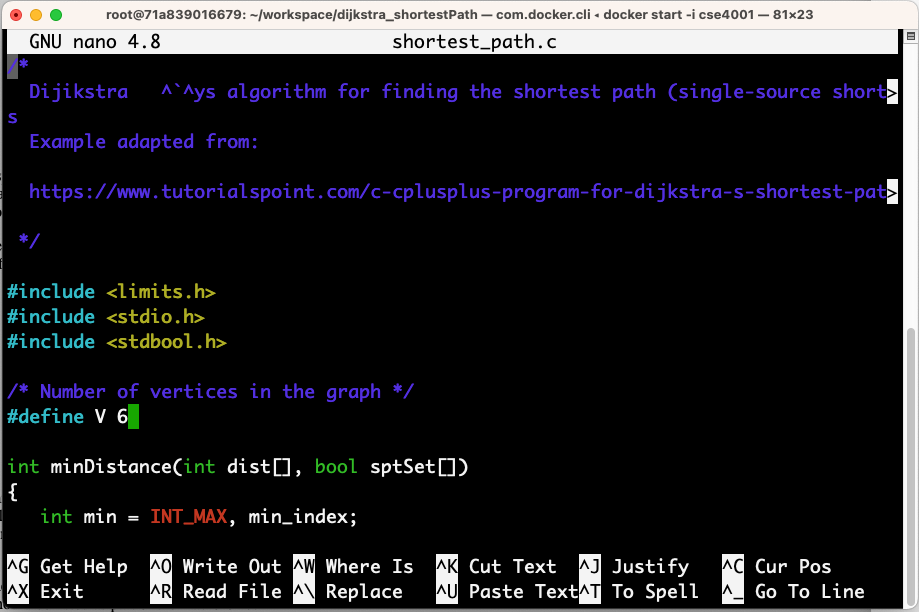 root@71a839016679: ~/workspace/dijkstra_shortestPath — com.docker.cli ◂ docker start -i cse4001 — 81×23
GNU nano 4.8 shortest_path.c
/*
Dijikstra ^`^ys algorithm for finding the shortest path (single-source short>
s
Example adapted from:
https://www.tutorialspoint.com/c-cplusplus-program-for-dijkstra-s-shortest-pat>
*/
#include <limits.h>
#include <stdio.h>
#include <stdbool.h>
/* Number of vertices in the graph */
#define V 6
int minDistance(int dist[], bool sptSet[])
{
int min = INT_MAX, min_index;
^G Get Help ^O Write Out ^W Where Is ^K Cut Text ^J Justify ^C Cur Pos
^X Exit ^R Read File ^\ Replace ^U Paste Text ^T To Spell ^_ Go To Line